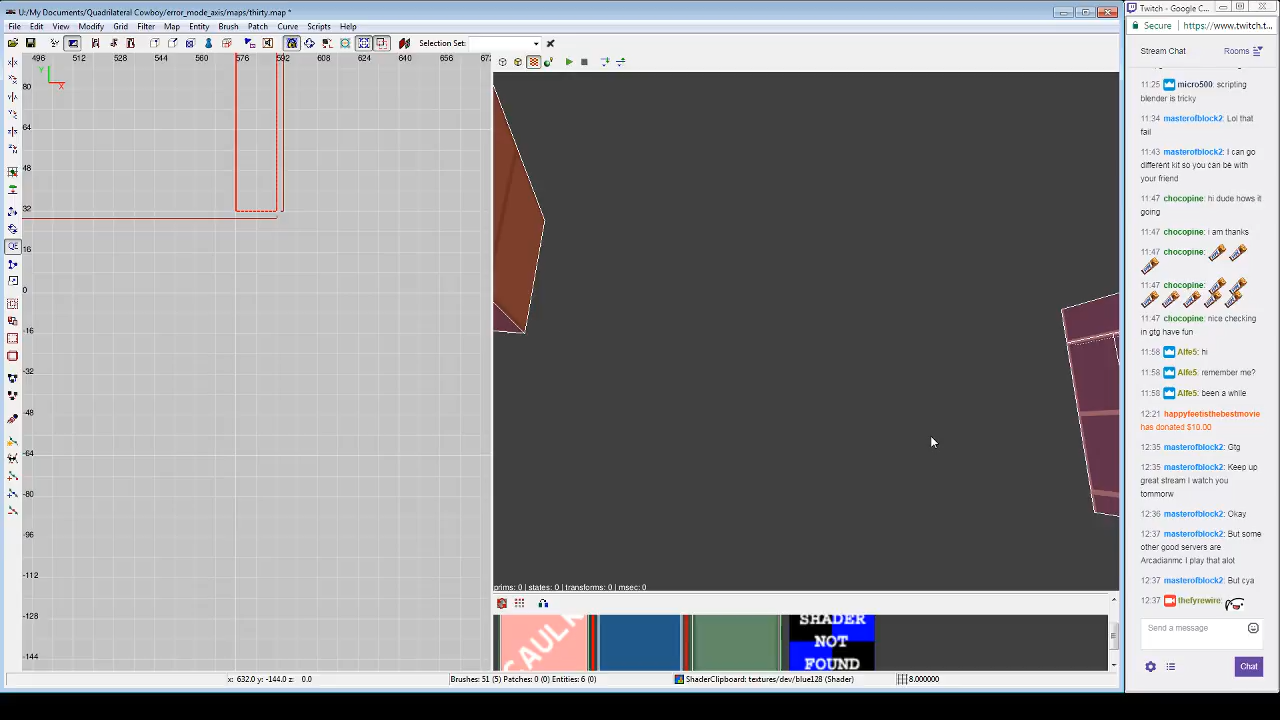 U:/My Documents/Quadrilateral Cowboy/error_mode_axis/maps/thirty.map *
File Edit View Modify Grid Filter Map Entity Brush Patch Curve Scripts Help
Selection Set:
496 512 528 544 560 576 592 608 624 640 656 672
Y
X
80
64
48
32
16
0
-16
-32
-48
-64
-80
-96
-112
-128
-144
prims: 0 | states: 0 | transforms: 0 | msec: 0
CAULK
SHADER
NOT
FOUND
x: 632.0 y: -144.0 z: 0.0
Brushes: 51 (5) Patches: 0 (0) Entities: 6 (0)
ShaderClipboard: textures/dev/blue128 (Shader)
8.000000
Twitch - Google C...
Secure https://www.twitch.t...
Stream Chat Rooms
11:25 micro500: scripting
blender is tricky
11:34 masterofblock2: Lol that
fail
11:43 masterofblock2: I can go
different kit so you can be with
your friend
11:47 chocopine: hi dude hows it
going
11:47 chocopine: i am thanks
11:47 chocopine:
11:47 chocopine:
11:47 chocopine: nice checking
in gtg have fun
11:58 Alfe5: hi
11:58 Alfe5: remember me?
11:58 Alfe5: been a while
12:21 happyfeetisthebestmovie
has donated $10.00
12:35 masterofblock2: Gtg
12:35 masterofblock2: Keep up
great stream I watch you
tommorw
12:36 masterofblock2: Okay
12:37 masterofblock2: But some
other good servers are
Arcadianmc I play that alot
12:37 masterofblock2: But cya
12:37 thefyrewire:
Send a message
Chat